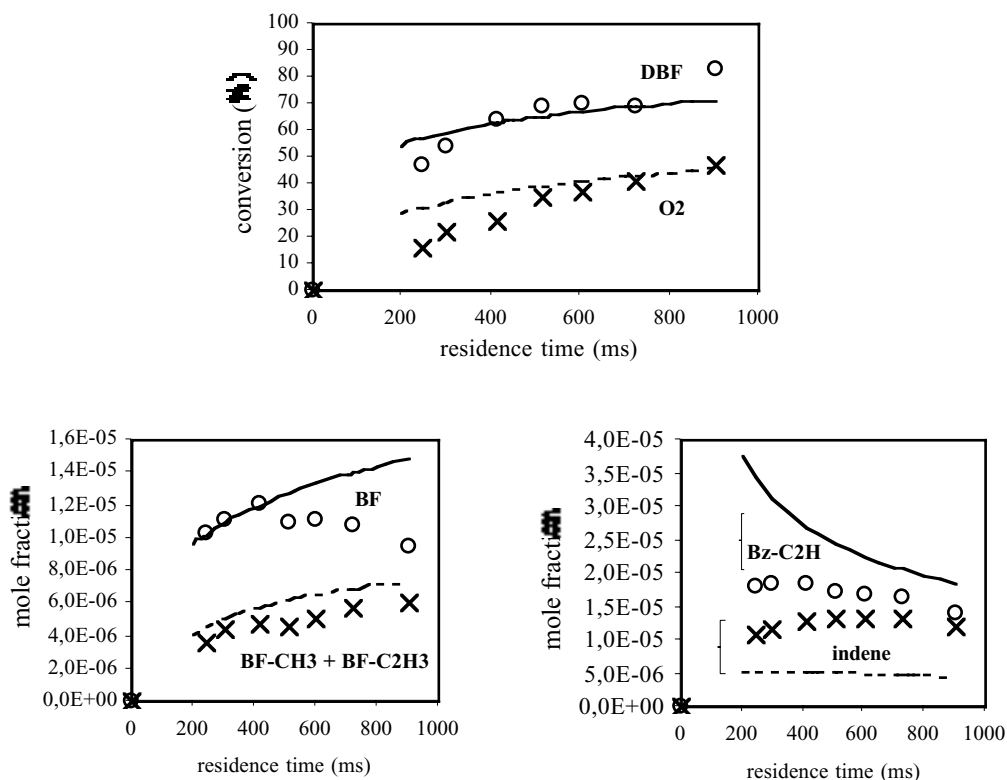 100
90
80
70
60
50
40
30
20
10
0
conversion
DBF
O2
0 200 400 600 800 1000
residence time (ms)
1,6E-05
1,4E-05
1,2E-05
1,0E-05
8,0E-06
6,0E-06
4,0E-06
2,0E-06
0,0E+00
mole fracti
BF
BF-CH3 + BF-C2H3
0 200 400 600 800 1000
residence time (ms)
4,0E-05
3,5E-05
3,0E-05
2,5E-05
2,0E-05
1,5E-05
1,0E-05
5,0E-06
0,0E+00
mole fracti
Bz-C2H
indene
0 200 400 600 800 1000
residence time (ms)